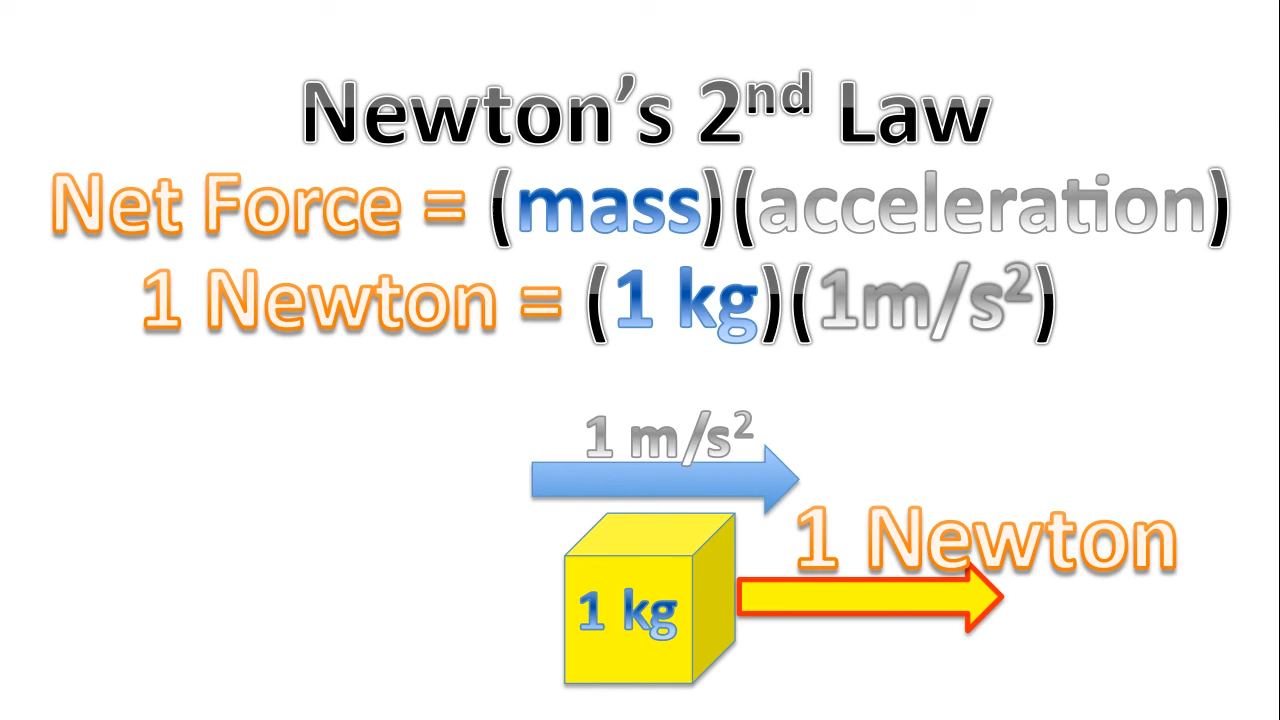 Newton’s 2nd Law
Net Force = (mass)(acceleration)
1 Newton = (1 kg)(1m/s²)
1 m/s²
1 Newton
1 kg